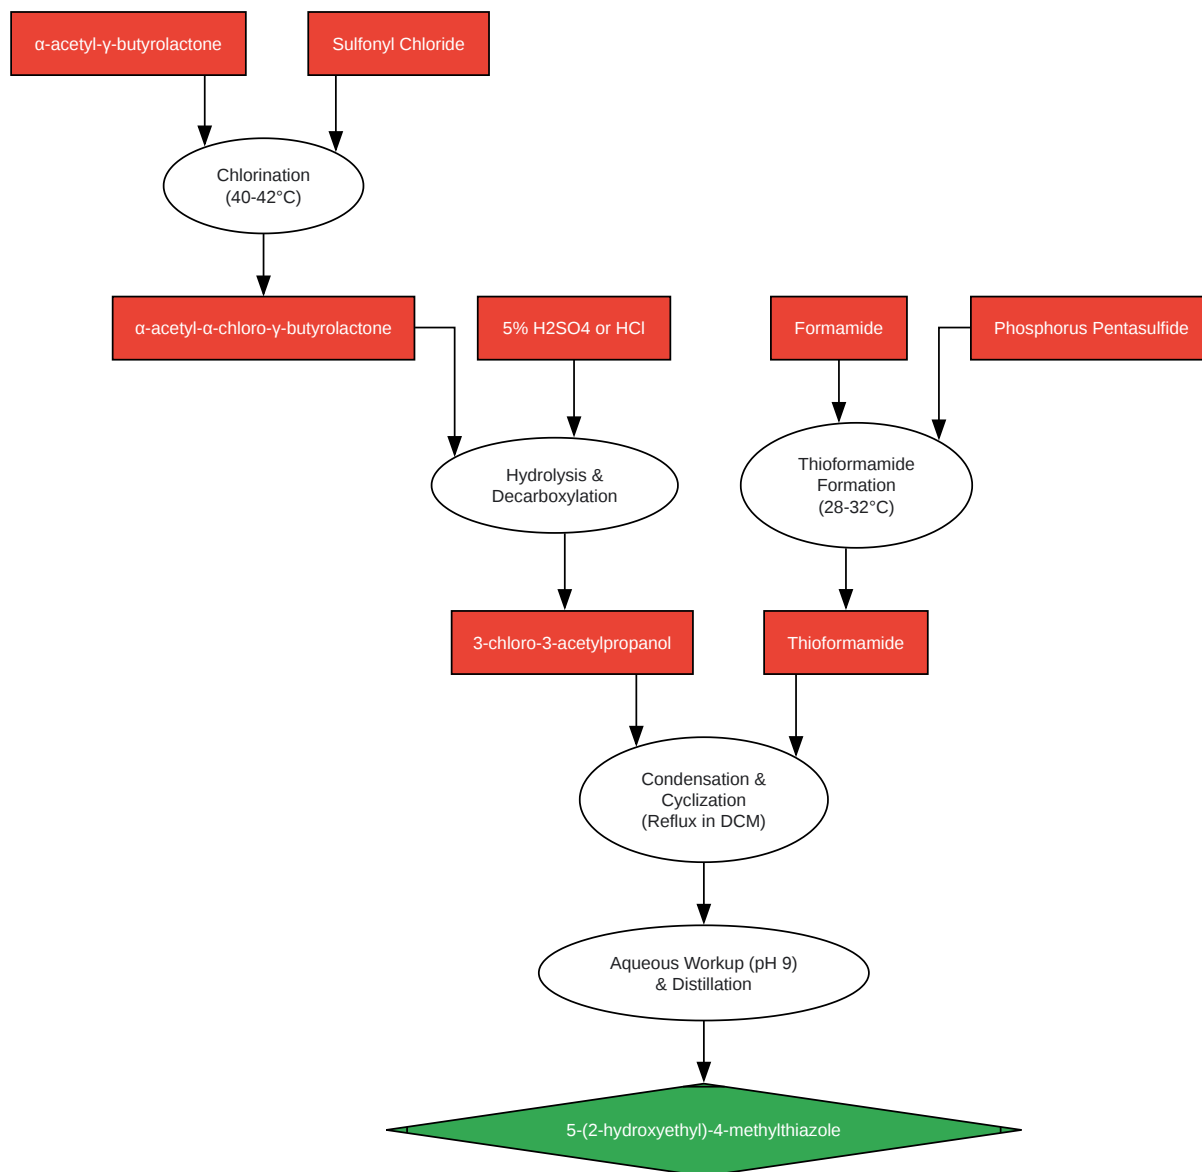 α-acetyl-γ-butyrolactone
Sulfonyl Chloride
Chlorination
(40-42°C)
α-acetyl-α-chloro-γ-butyrolactone
5% H2SO4 or HCl
Formamide
Phosphorus Pentasulfide
Hydrolysis &
Decarboxylation
Thioformamide
Formation
(28-32°C)
3-chloro-3-acetylpropanol
Thioformamide
Condensation &
Cyclization
(Reflux in DCM)
Aqueous Workup (pH 9)
& Distillation
5-(2-hydroxyethyl)-4-methylthiazole